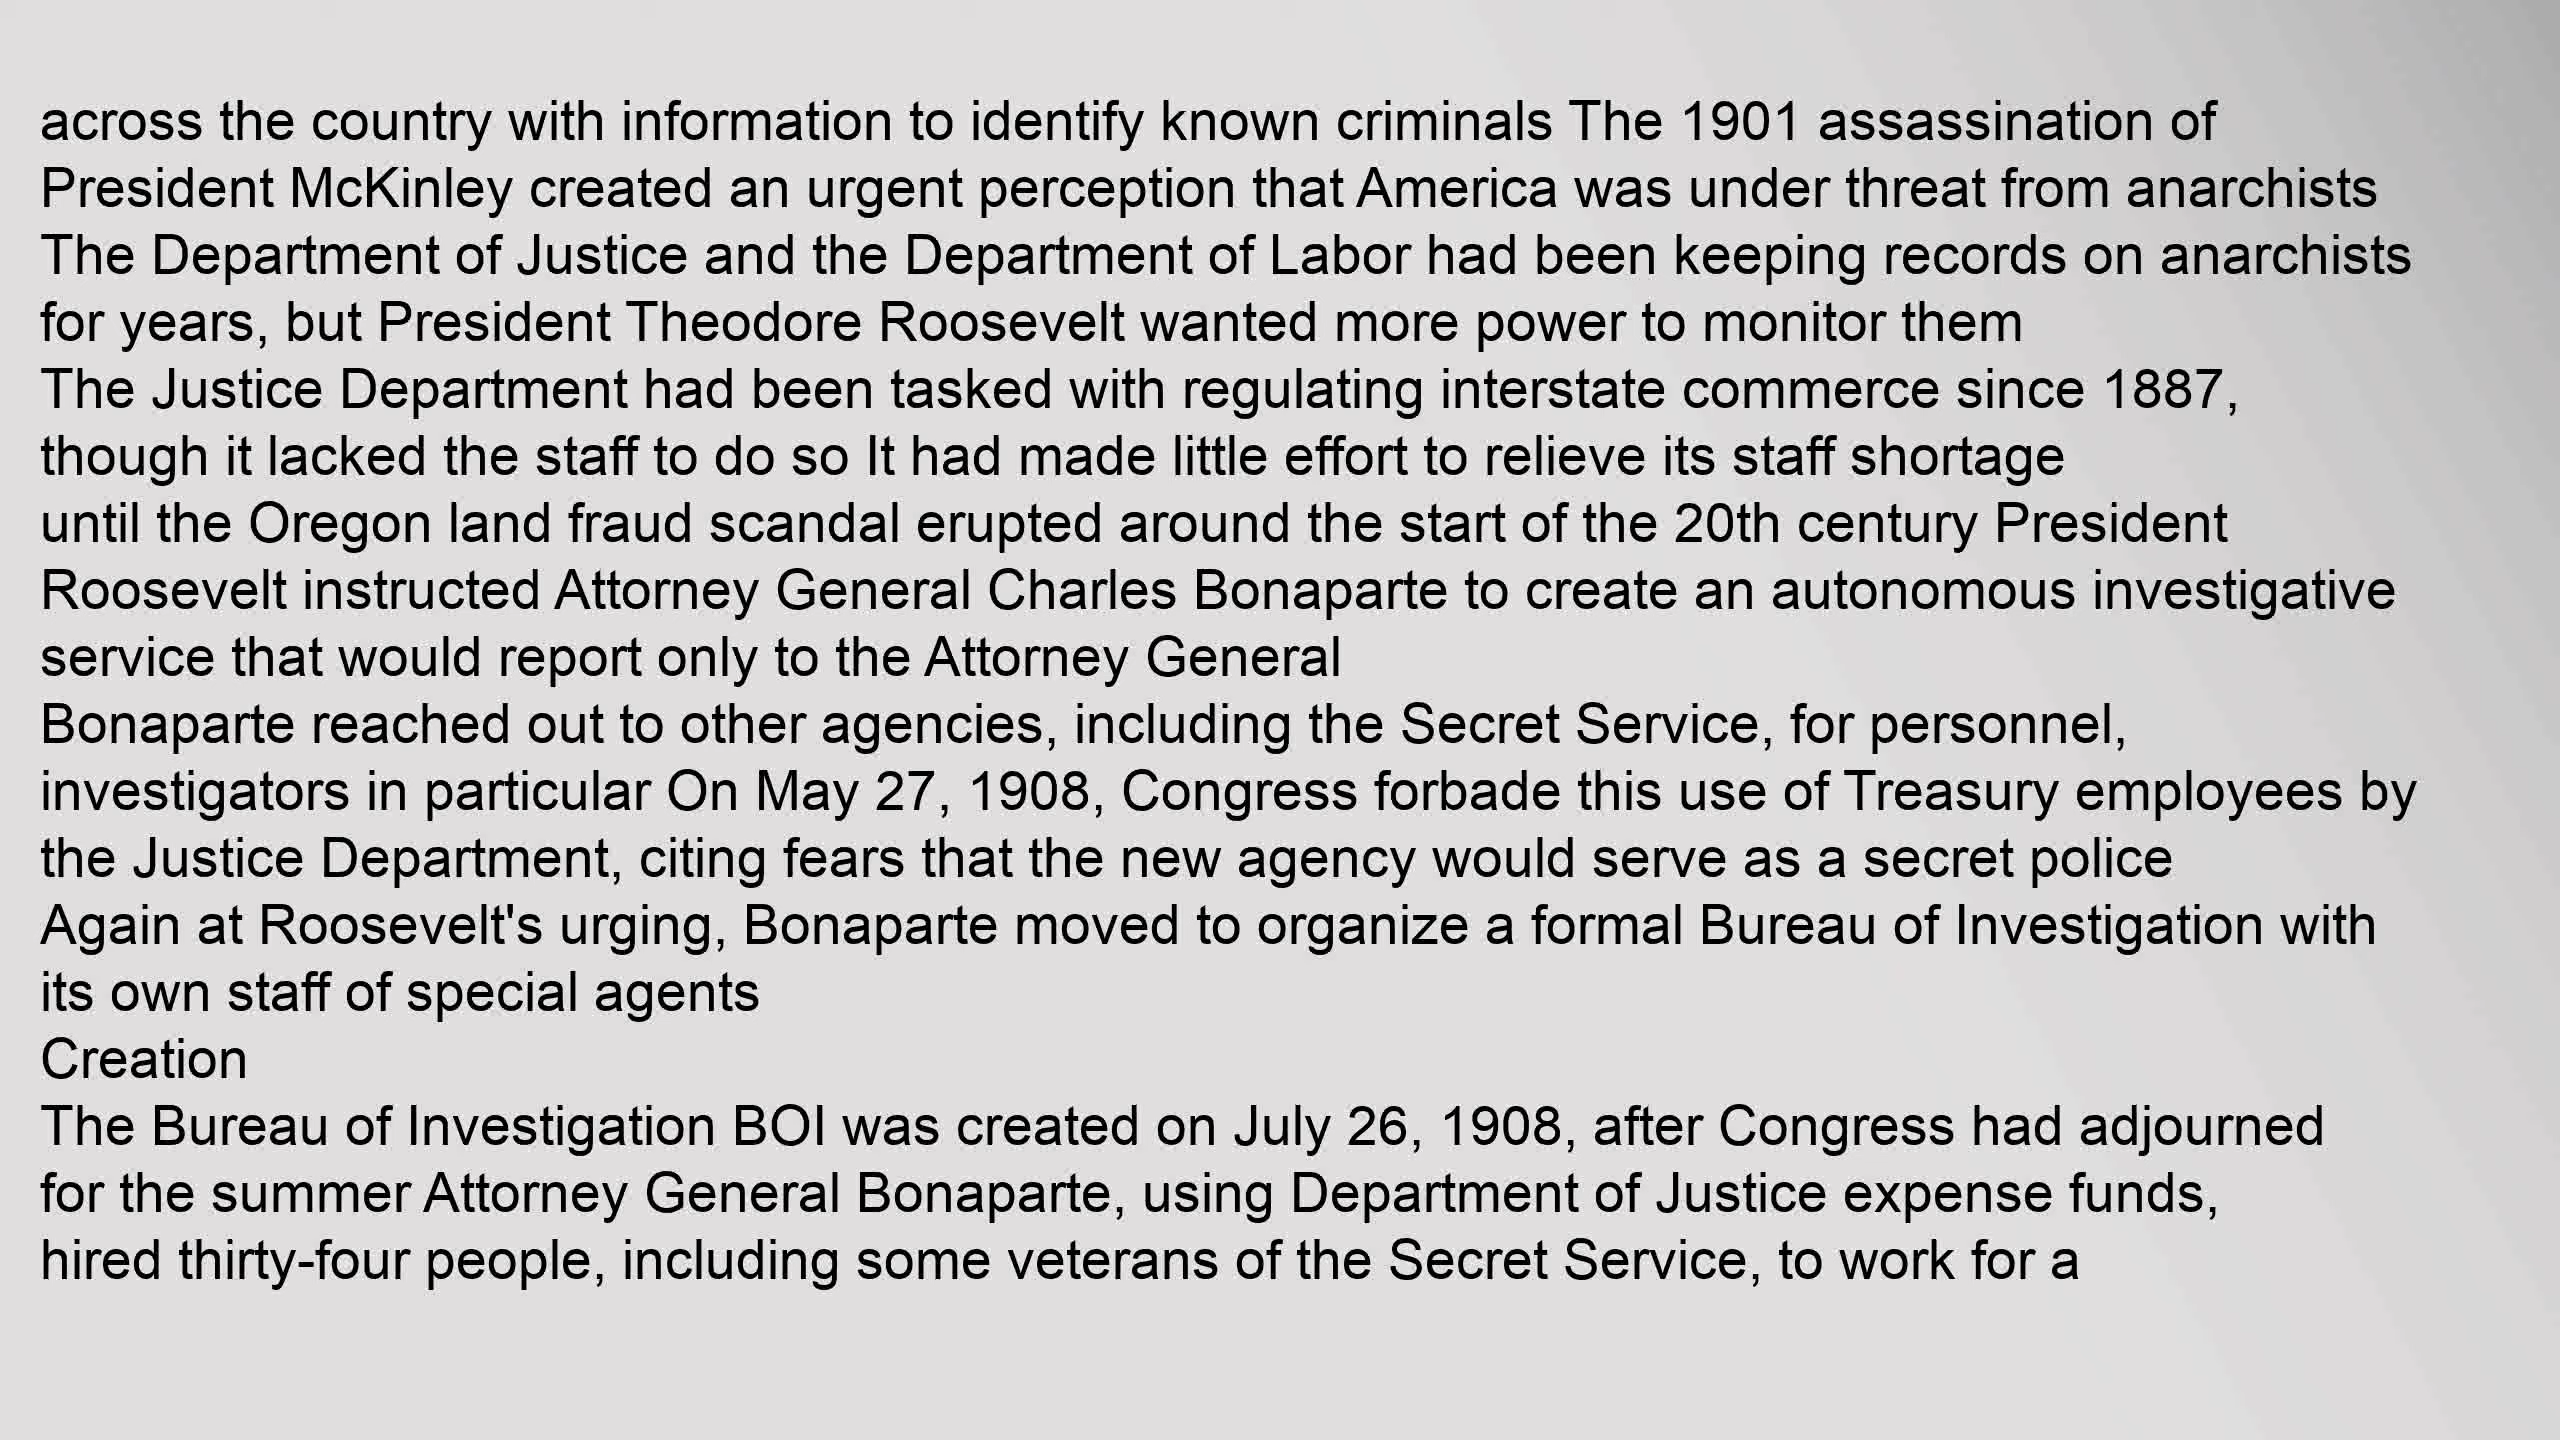 across the country with information to identify known criminals The 1901 assassination of
President McKinley created an urgent perception that America was under threat from anarchists
The Department of Justice and the Department of Labor had been keeping records on anarchists
for years, but President Theodore Roosevelt wanted more power to monitor them
The Justice Department had been tasked with regulating interstate commerce since 1887,
though it lacked the staff to do so It had made little effort to relieve its staff shortage
until the Oregon land fraud scandal erupted around the start of the 20th century President
Roosevelt instructed Attorney General Charles Bonaparte to create an autonomous investigative
service that would report only to the Attorney General
Bonaparte reached out to other agencies, including the Secret Service, for personnel,
investigators in particular On May 27, 1908, Congress forbade this use of Treasury employees by
the Justice Department, citing fears that the new agency would serve as a secret police
Again at Roosevelt's urging, Bonaparte moved to organize a formal Bureau of Investigation with
its own staff of special agents
Creation
The Bureau of Investigation BOI was created on July 26, 1908, after Congress had adjourned
for the summer Attorney General Bonaparte, using Department of Justice expense funds,
hired thirty-four people, including some veterans of the Secret Service, to work for a